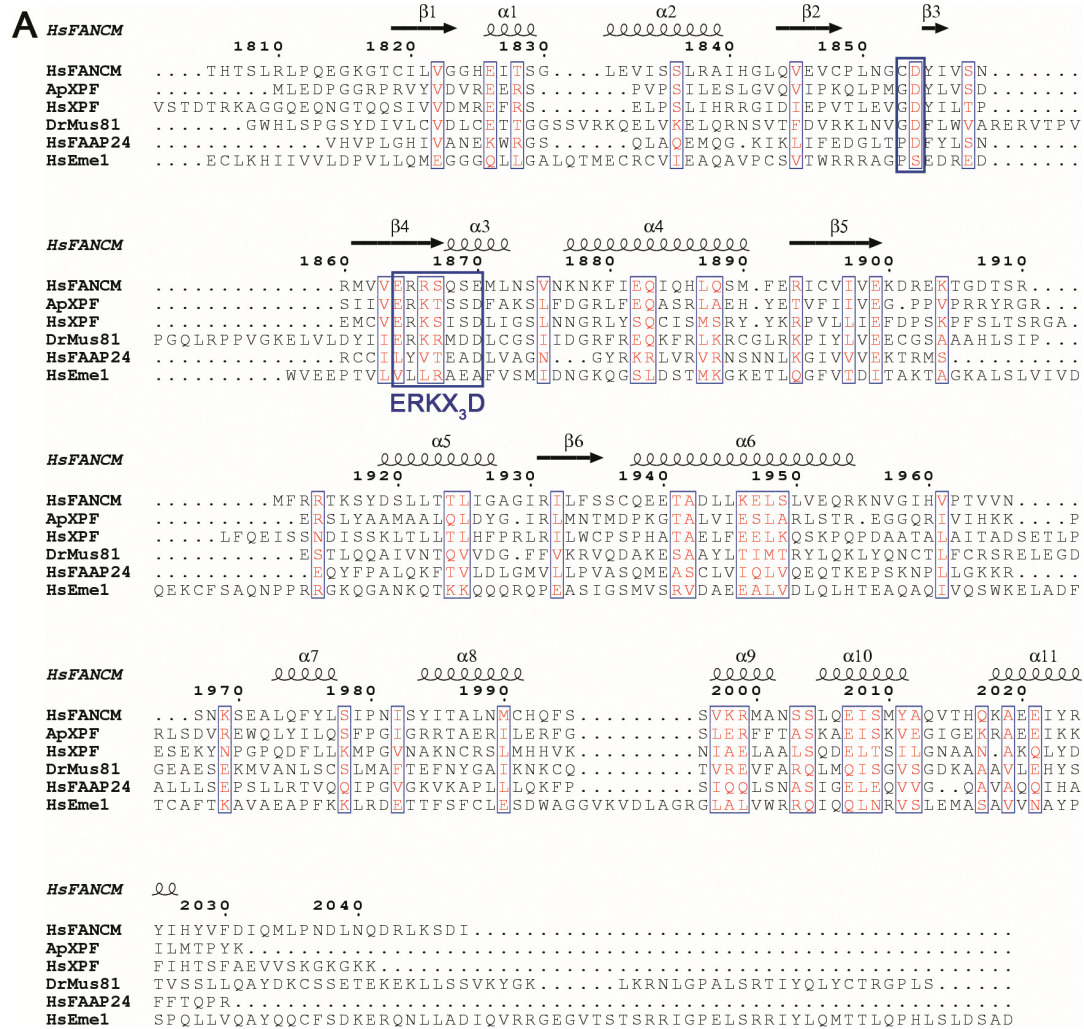 A
HsFANCM β1 α1 α2 β2 β3
1810 1820 1830 1840 1850
HsFANCM ....THTSLRLPQEGKGTCILVGGHEITSG....LEVISSLRAIHGLQVEVCPLNGCDYIVSN........
ApXPF .........MLEDPGGRPRVYVDVREERS......PVPSILESLGVQVIPKQLPMGDYLVSD........
HsXPF VSTDTRKAGGQEQNGTQQSIVVDMREFRS......ELPSLIHRRGIDIEPVTLEVGDYILTP........
DrMus81 .......GWHLSPGSYDIVLCVDLCETTGGSSVRKQELVKELQRNSVTFDVRKLNVGDFLWVARERVTPV
HsFAAP24 ...........VHVPLGHIVANEKWRGS.......QLAQEMQG.KIKLIFEDGLTPDFYLSN........
HsEme1 ....ECLKHIIVVLDPVLLQMEGGGQLLGALQTMECRCVIEAQAVPCSVTWRRRAGPSEDRED.......
HsFANCM β4 α3 α4 β5
1860 1870 1880 1890 1900 1910
HsFANCM ..............RMVVERRSQSEMLNSVNKNKFIEQIQHLQSM.FERICVIVEKDREKTGDTSR....
ApXPF ..............SIIVERKTSSDFAKSLFDGRLFEQASRLAEH.YETVFIIVEG.PPVPRRYRGR...
HsXPF ..............EMCVERKSISDLIGSLNNGRLYSQCISMSRY.YKRPVLLIEFDPSKPFSLTSRGA.
DrMus81 PGQLRPPVGKELVLDYIIERKRMDDLCGSIIDGRFREQKFRLKRCGLRKPIYLVEECGSAAHLSIP....
HsFAAP24 ..............RCCILYVTEADLVAGN...GYRKRLVRVRNSNNLKGIVVVEKTRMS..........
HsEme1 ..........WVEEPTVLVLLRAEAFVSMIDNGKQGSLDSTMKGKETLQGFVTDITAKTAGKALSLVIVD
ERKX₃D
HsFANCM α5 β6 α6
1920 1930 1940 1950 1960
HsFANCM .........MFRRTKSYDSLLTTLIGAGIRILFSSCQEETADLLKELSLVEQRKNVGIHVPTVVN.....
ApXPF ...........ERSLYAAMAALQLDYG.IRLMNTMDPKGTALVIESLARLSTR.EGGQRIVIHKK....P
HsXPF .....LFQEISSNDISSKLTLLTLHFPRLRILWCPSPHATAELFEELKQSKPQPDAATALAITADSETLP
DrMus81 ...........ESTLQQAIVNTQVVDG.FFVKRVQDAKESAAYLTIMTRYLQKLYQNCTLFCRSRELEGD
HsFAAP24 ............EQYFPALQKFTVLDLGMVLLPVASQMEASCLVIQLVQEQTKEPSKNPLLGKKR.....
HsEme1 QEKCFSAQNPPRRGKQGANKQTKKQQQRQPEASIGSMVSRVDAEEALVDLQLHTEAQAQIVQSWKELADF
HsFANCM α7 α8 α9 α10 α11
1970 1980 1990 2000 2010 2020
HsFANCM ...SNKSEALQFYLSIPNISYITALNMCHQFS..........SVKRMANSSLQEISMYAQVTHQKAEEIYR
ApXPF RLSDVREWQLYILQSFPGIGRRTAERILERFG..........SLERFFTASKAEISKVEGIGEKRAEEIKK
HsXPF ESEKYNPGPQDFLLKMPGVNAKNCRSLMHHVK..........NIAELAALSQDELTSILGNAAN.AKQLYD
DrMus81 GEAESEKMVANLSCSLMAFTEFNYGAIKNKCQ..........TVREVFARQLMQISGVSGDKAAAVLEHYS
HsFAAP24 ALLLSEPSLLRTVQQIPGVGKVKAPLLLQKFP..........SIQQLSNASIGELEQVVG..QAVAQQIHA
HsEme1 TCAFTKAVAEAPFKKLRDETTFSFCLESDWAGGVKVDLAGRGLALVWRRQIQQLNRVSLEMASAVVNAYP
HsFANCM
2030 2040
HsFANCM YIHYVFDIQMLPNDLNQDRLKSDI.........................................
ApXPF ILMTPYK..........................................................
HsXPF FIHTSFAEVVSKGKGKK................................................
DrMus81 TVSSLLQAYDKCSSETEKEKLLSSVKYGK......LKRNLGPALSRTIYQLYCTRGPLS......
HsFAAP24 FFTQPR...........................................................
HsEme1 SPQLLVQAYQQCFSDKERQNLLADIQVRRGEGVTSTSRRIGPELSRRIYLQMTTLQPHLSLDSAD